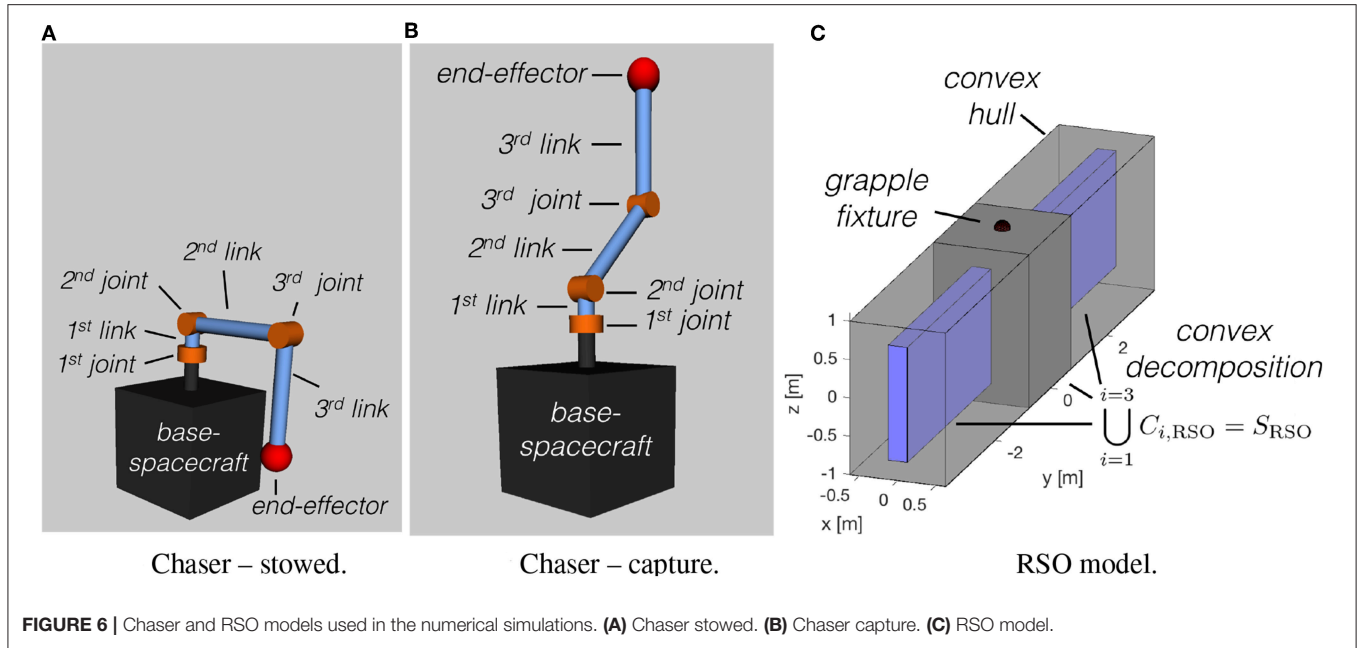 A
2nd link
2nd joint
3rd joint
1st link
1st joint
3rd link
base-
spacecraft
end-effector
Chaser – stowed.
B
end-effector
3rd link
3rd joint
2nd link
1st link
2nd joint
1st joint
base-
spacecraft
Chaser – capture.
C
convex
hull
grapple
fixture
convex
decomposition
1
0.5
0
-0.5
-1
z [m]
-0.5
0
0.5
x [m]
-2
0
2
y [m]
i=3
⋃ C_{i,RSO} = S_{RSO}
i=1
RSO model.
FIGURE 6 | Chaser and RSO models used in the numerical simulations. (A) Chaser stowed. (B) Chaser capture. (C) RSO model.